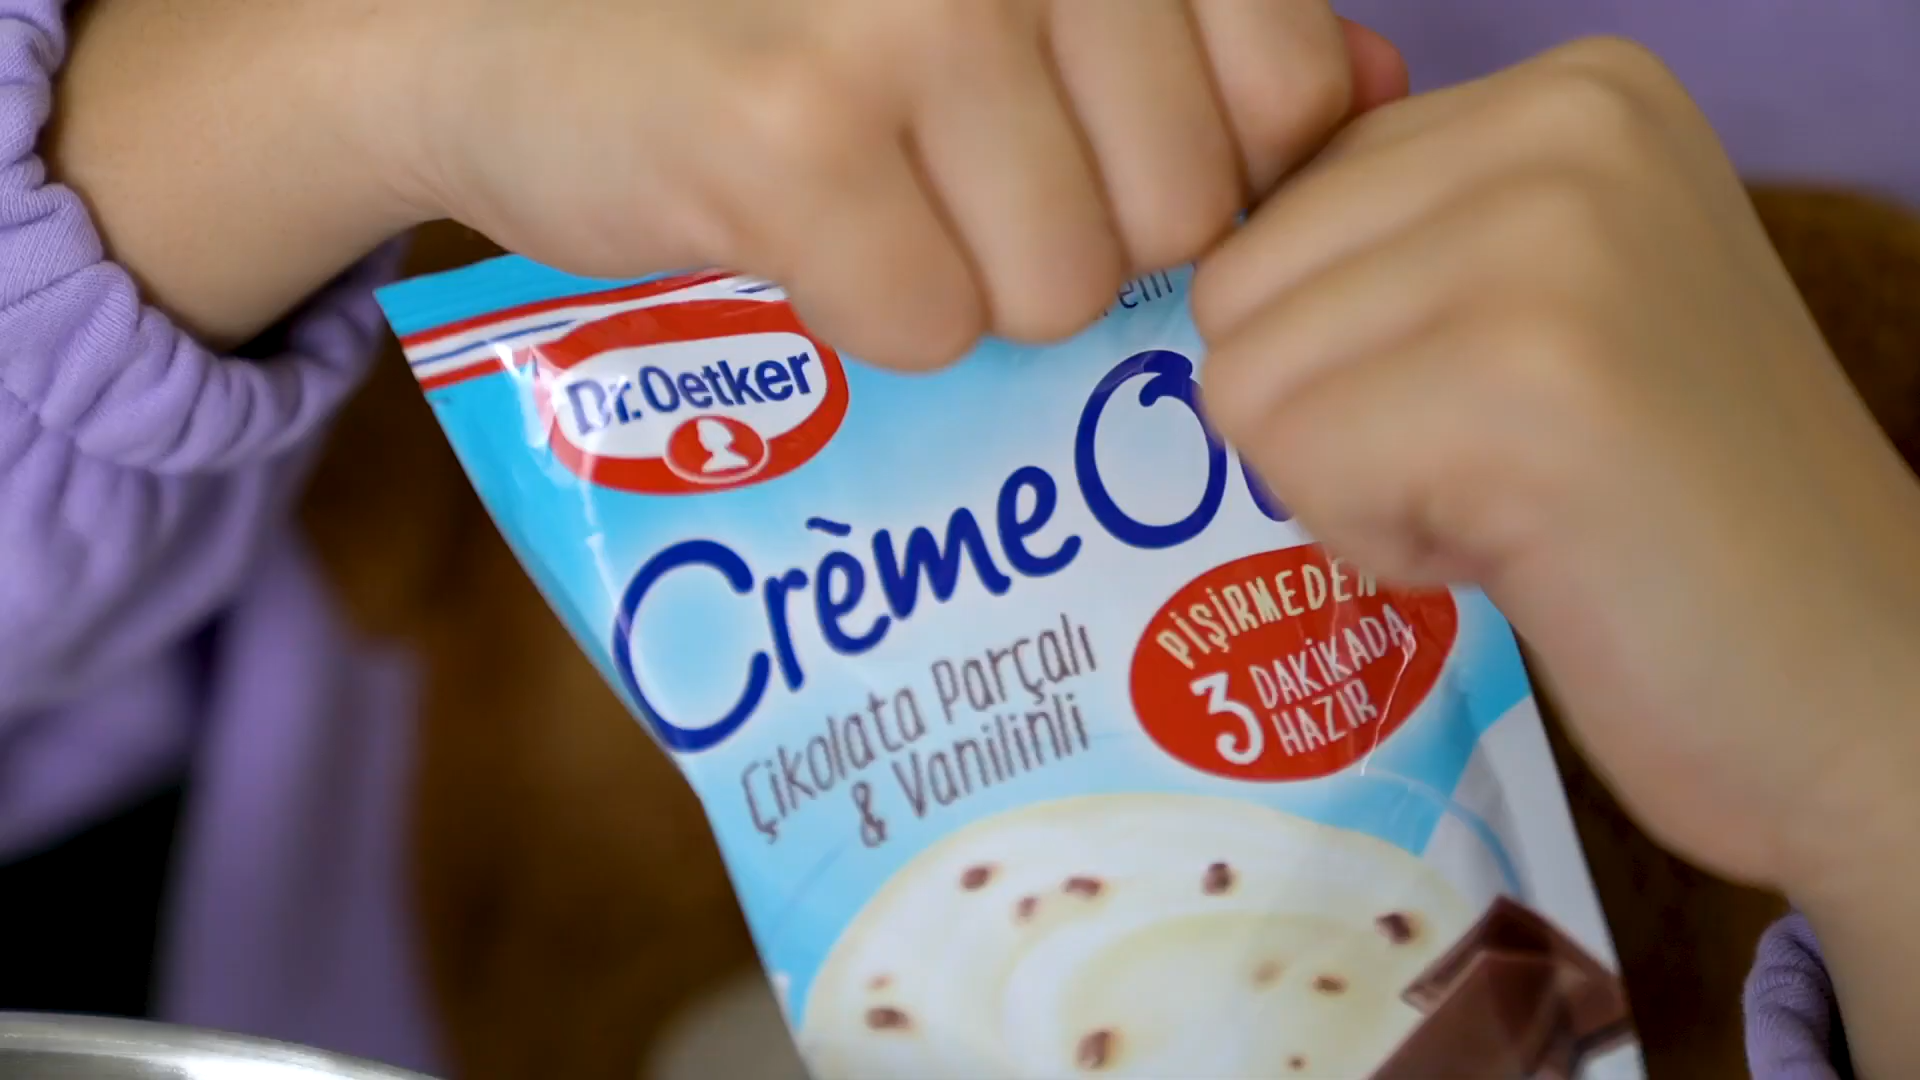 Dr. Oetker
Crème
Çikolata Parçalı
& Vanilinli
PİŞİRMEDEN
3 DAKİKADA
HAZIR